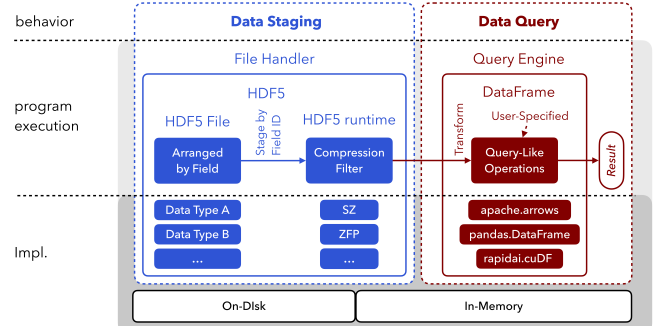 behavior
Data Staging
Data Query
File Handler
Query Engine
HDF5
DataFrame
program
execution
HDF5 File
Stage by
Field ID
HDF5 runtime
Transform
User-Specified
Arranged
by Field
Compression
Filter
Query-Like
Operations
Result
Impl.
Data Type A
SZ
apache.arrows
Data Type B
ZFP
pandas.DataFrame
...
...
rapidai.cuDF
On-DIsk
In-Memory